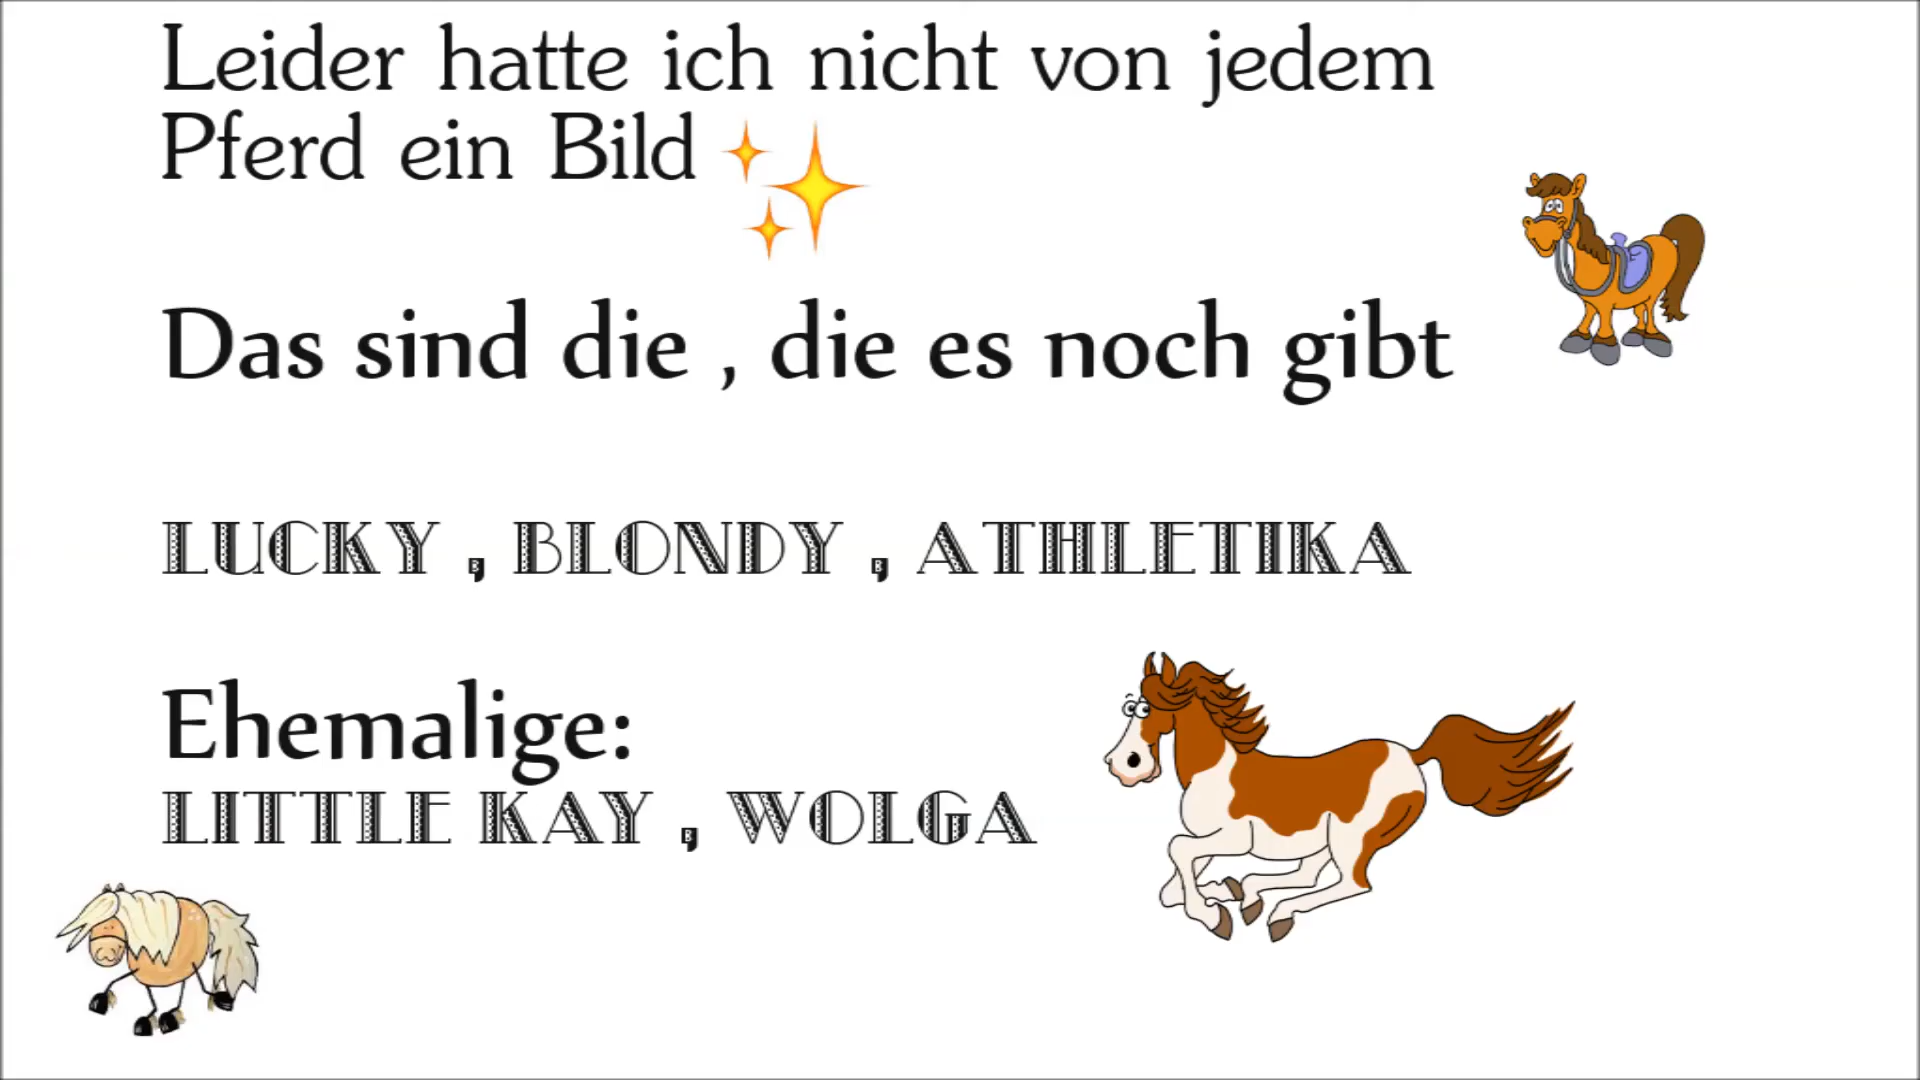 Leider hatte ich nicht von jedem
Pferd ein Bild
Das sind die , die es noch gibt
LUCKY , BLONDY , ATHLETIKA
Ehemalige:
LITTLE KAY , WOLGA